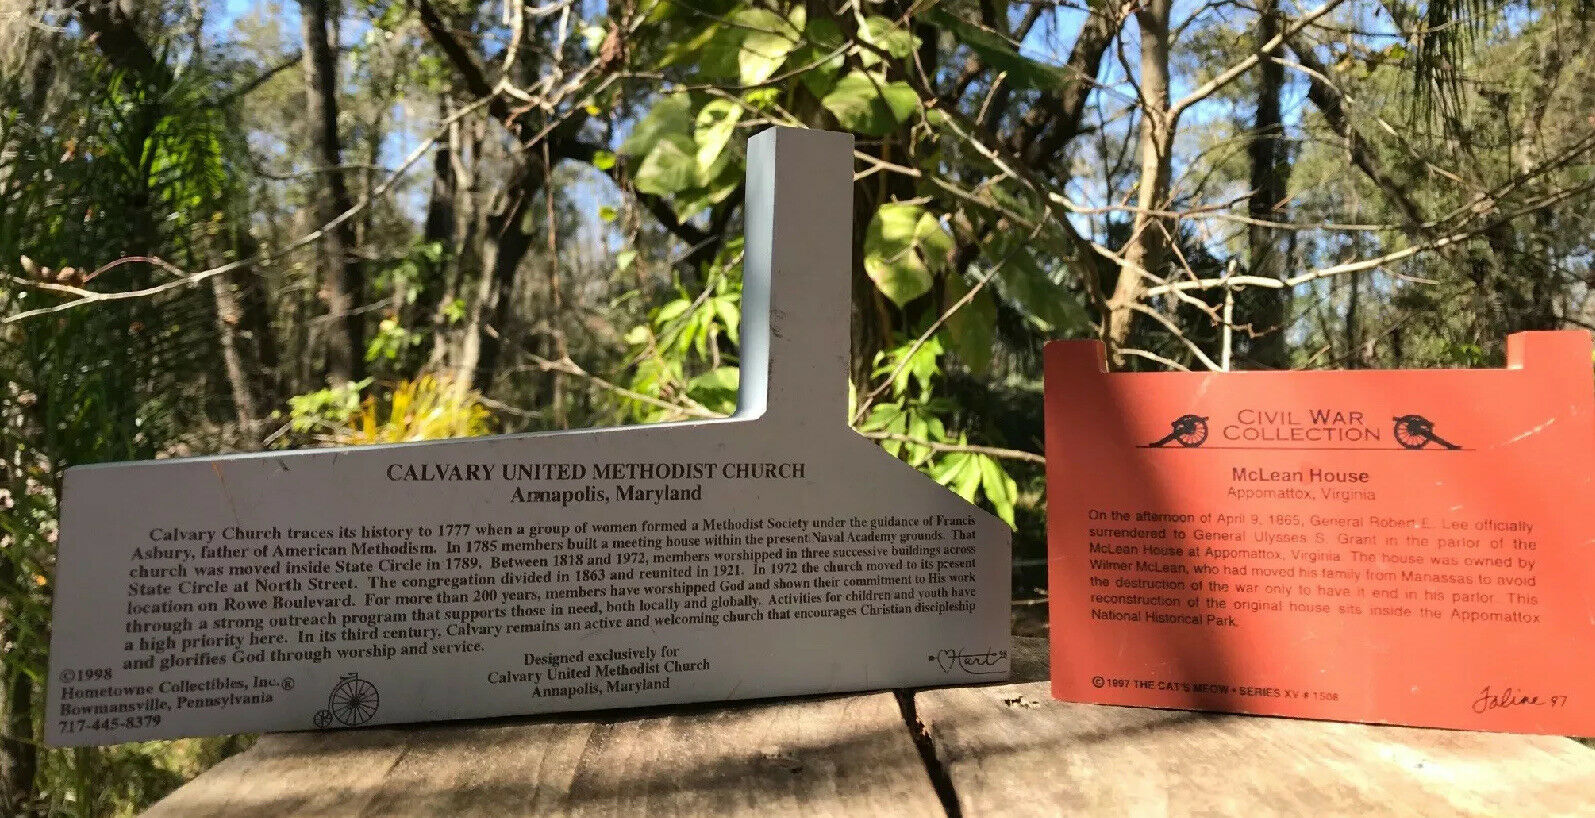 CALVARY UNITED METHODIST CHURCH
Annapolis, Maryland
Calvary Church traces its history to 1777 when a group of women formed a Methodist Society under the guidance of Francis
Asbury, father of American Methodism. In 1785 members built a meeting house within the present Naval Academy grounds. That
church was moved inside State Circle in 1789. Between 1818 and 1972, members worshipped in three successive buildings across
State Circle at North Street. The congregation divided in 1863 and reunited in 1921. In 1972 the church moved to its present
location on Rowe Boulevard. For more than 200 years, members have worshipped God and shown their commitment to His work
through a strong outreach program that supports those in need, both locally and globally. Activities for children and youth have
a high priority here. In its third century, Calvary remains an active and welcoming church that encourages Christian discipleship
and glorifies God through worship and service.
Designed exclusively for
Calvary United Methodist Church
Annapolis, Maryland
©1998
Hometowne Collectibles, Inc.®
Bowmansville, Pennsylvania
717-445-8379
CHart 98
CIVIL WAR
COLLECTION
McLean House
Appomattox, Virginia
On the afternoon of April 9, 1865, General Robert E. Lee officially
surrendered to General Ulysses S. Grant in the parlor of the
McLean House at Appomattox, Virginia. The house was owned by
Wilmer McLean, who had moved his family from Manassas to avoid
the destruction of the war only to have it end in his parlor. This
reconstruction of the original house sits inside the Appomattox
National Historical Park.
©1997 THE CAT'S MEOW • SERIES XV # 1508
Faline 97